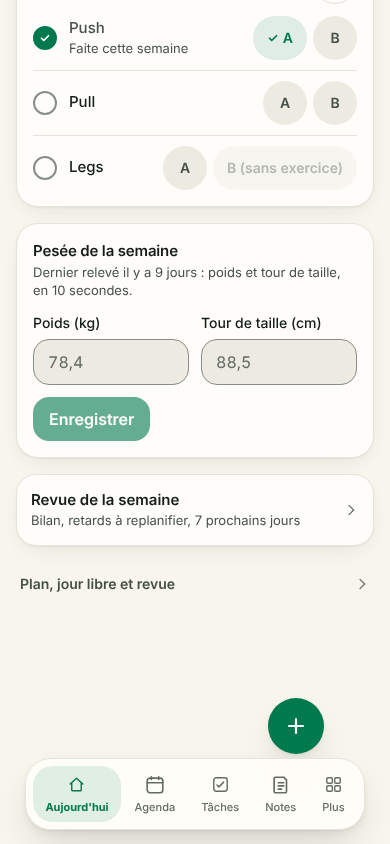 Push
Faite cette semaine
A
B
Pull
A
B
Legs
A
B (sans exercice)
Pesée de la semaine
Dernier relevé il y a 9 jours : poids et tour de taille,
en 10 secondes.
Poids (kg)
Tour de taille (cm)
78,4
88,5
Enregistrer
Revue de la semaine
Bilan, retards à replanifier, 7 prochains jours
Plan, jour libre et revue
Aujourd'hui
Agenda
Tâches
Notes
Plus